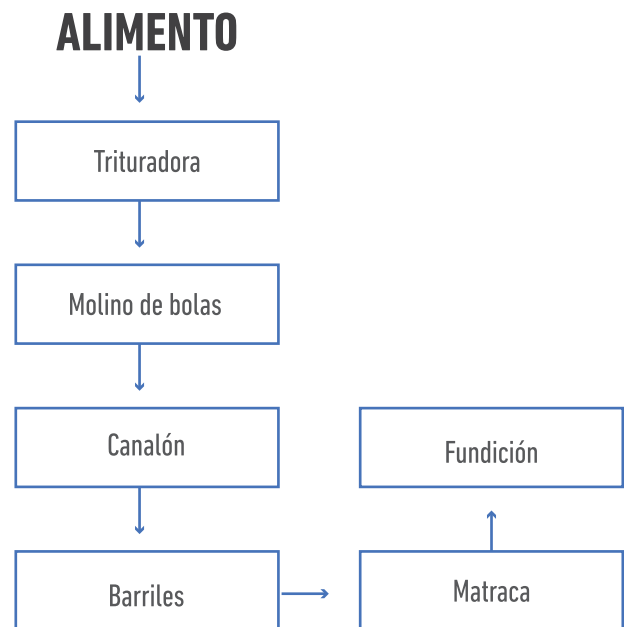 ALIMENTO
Trituradora
Molino de bolas
Canalón
Barriles
Matraca
Fundición